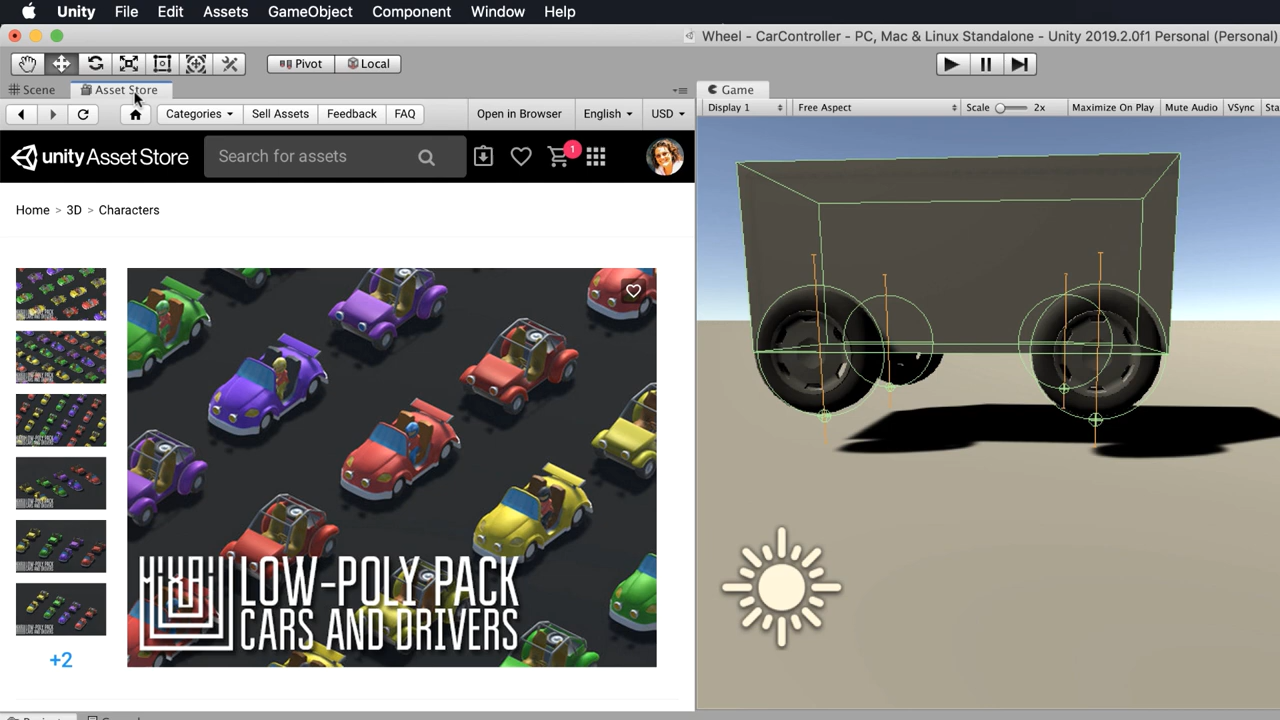 Unity File Edit Assets GameObject Component Window Help
Wheel - CarController - PC, Mac & Linux Standalone - Unity 2019.2.0f1 Personal (Personal)
Pivot Local
Scene Asset Store
Game
Categories Sell Assets Feedback FAQ Open in Browser English USD
Display 1 Free Aspect Scale 2x Maximize On Play Mute Audio VSync Sta
unity Asset Store Search for assets 1
Home > 3D > Characters
LOW-POLY PACK
CARS AND DRIVERS
+2